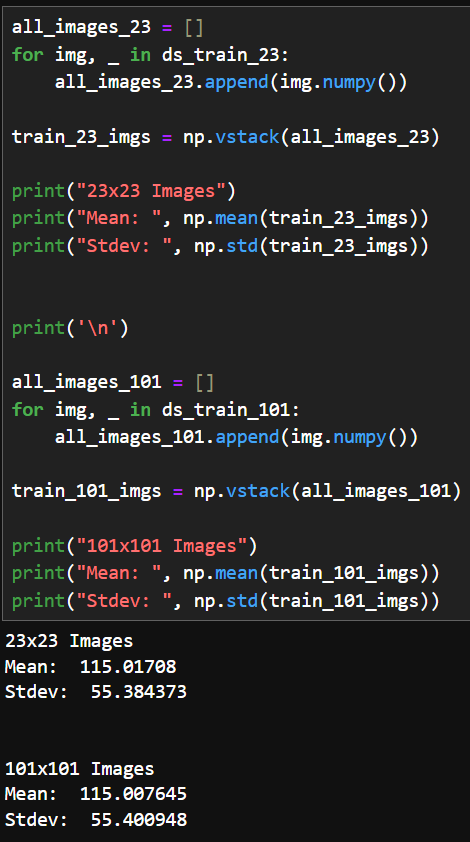 all_images_23 = []
for img, _ in ds_train_23:
    all_images_23.append(img.numpy())

train_23_imgs = np.vstack(all_images_23)

print("23x23 Images")
print("Mean: ", np.mean(train_23_imgs))
print("Stdev: ", np.std(train_23_imgs))

print('\n')

all_images_101 = []
for img, _ in ds_train_101:
    all_images_101.append(img.numpy())

train_101_imgs = np.vstack(all_images_101)

print("101x101 Images")
print("Mean: ", np.mean(train_101_imgs))
print("Stdev: ", np.std(train_101_imgs))
23x23 Images
Mean:  115.01708
Stdev:  55.384373

101x101 Images
Mean:  115.007645
Stdev:  55.400948